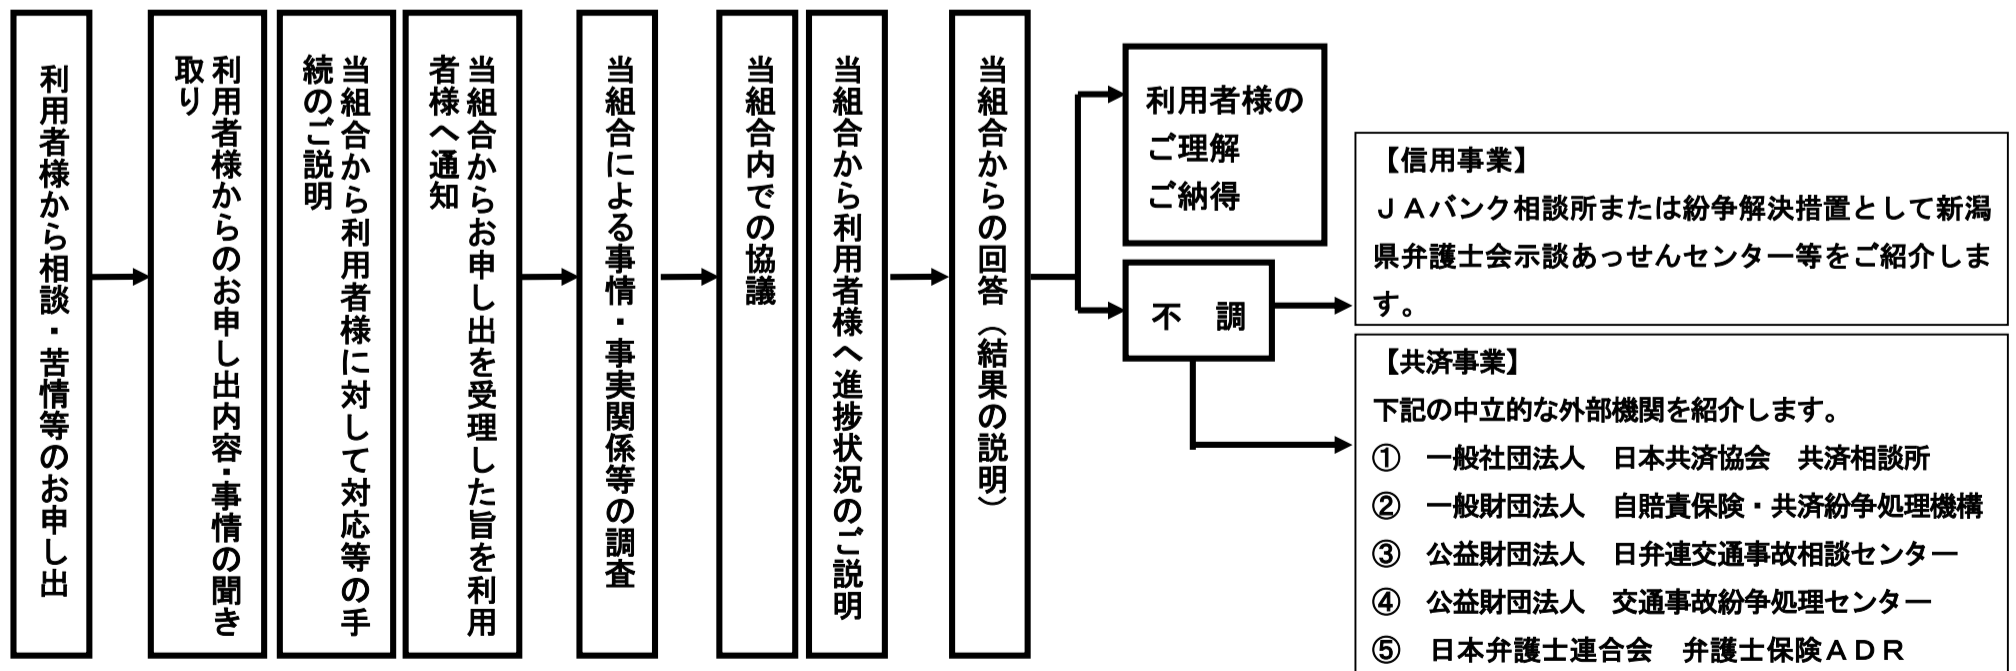 利用者様から相談・苦情等のお申し出
利用者様からのお申し出内容・事情の聞き
取り
当組合から利用者様に対して対応等の手
続のご説明
当組合からお申し出を受理した旨を利用
者様へ通知
当組合による事情・事実関係等の調査
当組合内での協議
当組合から利用者様へ進捗状況のご説明
当組合からの回答（結果の説明）
利用者様の
ご理解
ご納得
不　調
【信用事業】
ＪＡバンク相談所または紛争解決措置として新潟
県弁護士会示談あっせんセンター等をご紹介しま
す。
【共済事業】
下記の中立的な外部機関を紹介します。
①　一般社団法人　日本共済協会　共済相談所
②　一般財団法人　自賠責保険・共済紛争処理機構
③　公益財団法人　日弁連交通事故相談センター
④　公益財団法人　交通事故紛争処理センター
⑤　日本弁護士連合会　弁護士保険ＡＤＲ